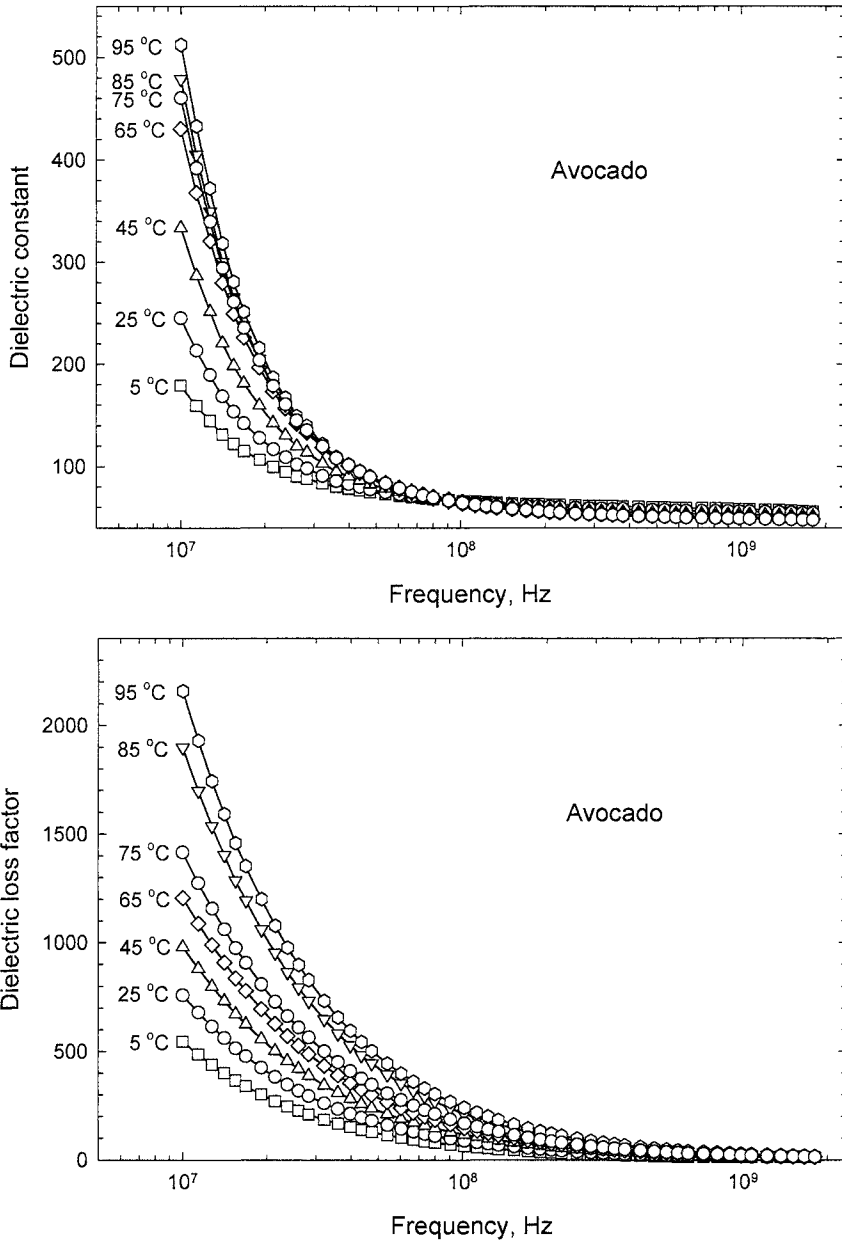 500
400
300
200
100
95 °C
85 °C
75 °C
65 °C
45 °C
25 °C
5 °C
Avocado
Dielectric constant
10⁷
10⁸
10⁹
Frequency, Hz
2000
1500
1000
500
0
95 °C
85 °C
75 °C
65 °C
45 °C
25 °C
5 °C
Avocado
Dielectric loss factor
10⁷
10⁸
10⁹
Frequency, Hz